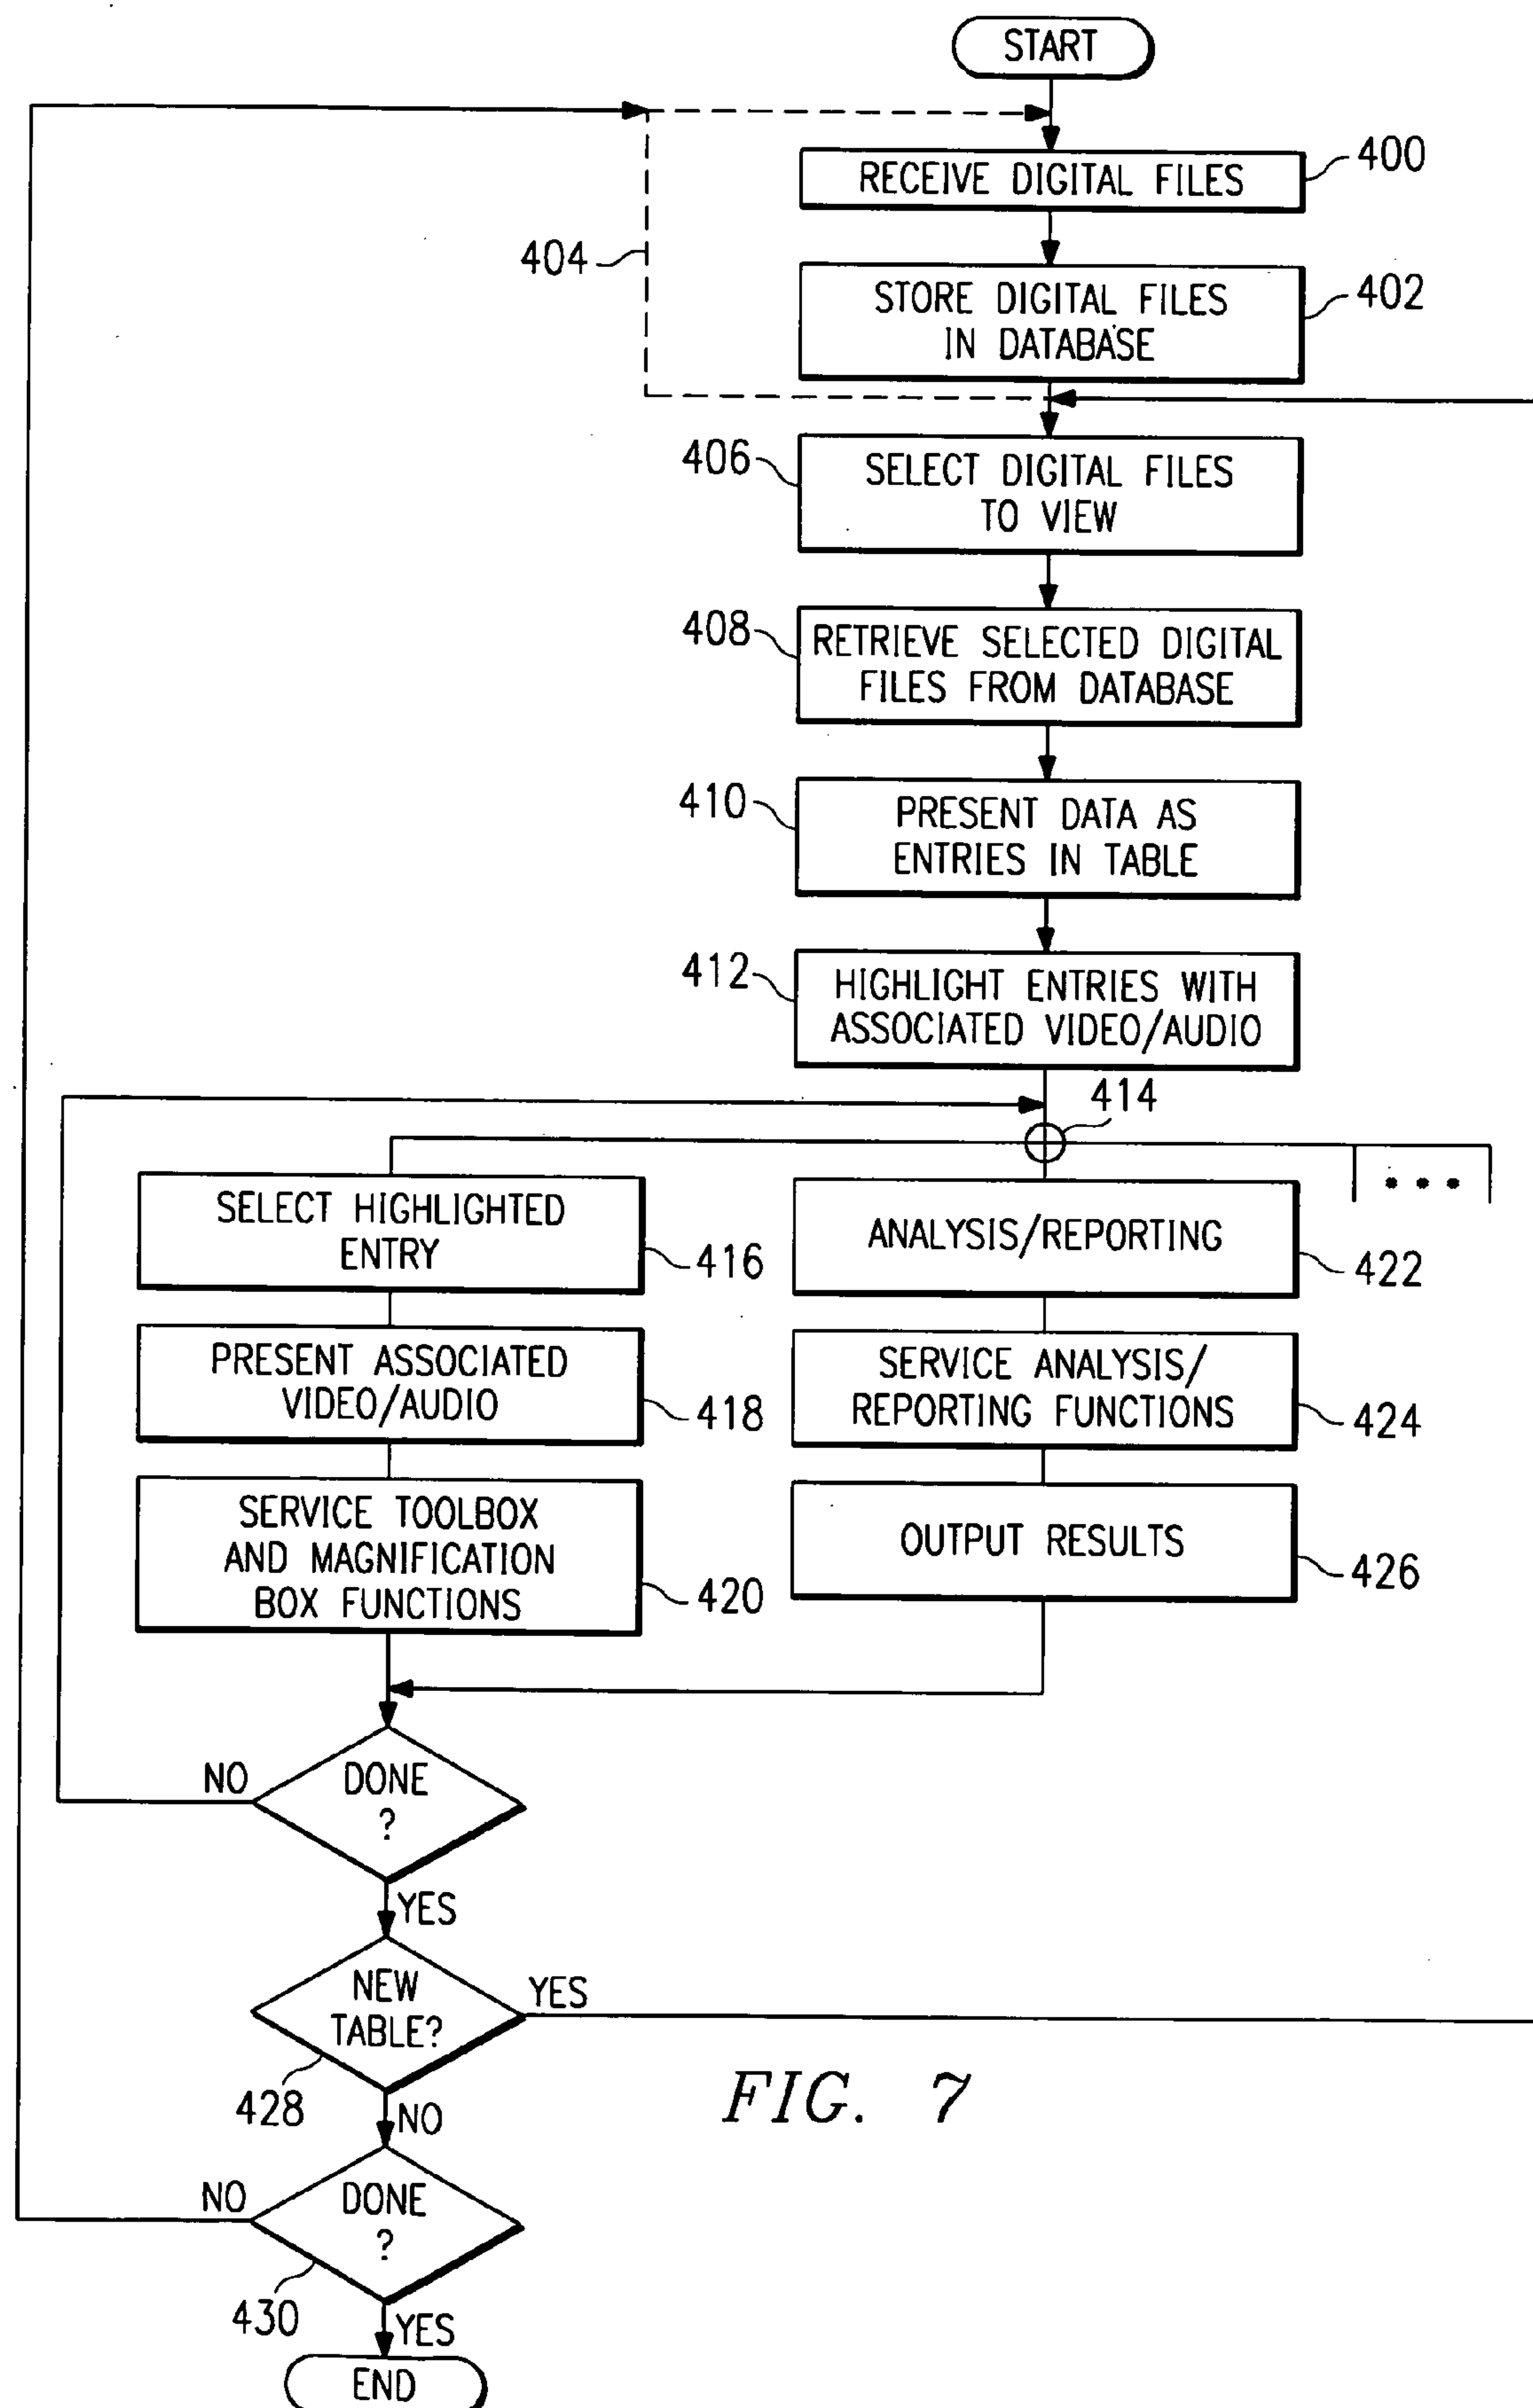 START
RECEIVE DIGITAL FILES
400
STORE DIGITAL FILES
IN DATABASE
402
404
406
SELECT DIGITAL FILES
TO VIEW
408
RETRIEVE SELECTED DIGITAL
FILES FROM DATABASE
410
PRESENT DATA AS
ENTRIES IN TABLE
412
HIGHLIGHT ENTRIES WITH
ASSOCIATED VIDEO/AUDIO
414
SELECT HIGHLIGHTED
ENTRY
416
ANALYSIS/REPORTING
422
PRESENT ASSOCIATED
VIDEO/AUDIO
418
SERVICE ANALYSIS/
REPORTING FUNCTIONS
424
SERVICE TOOLBOX
AND MAGNIFICATION
BOX FUNCTIONS
420
OUTPUT RESULTS
426
NO
DONE
?
YES
NEW
TABLE?
YES
428
NO
FIG. 7
NO
DONE
?
430
YES
END